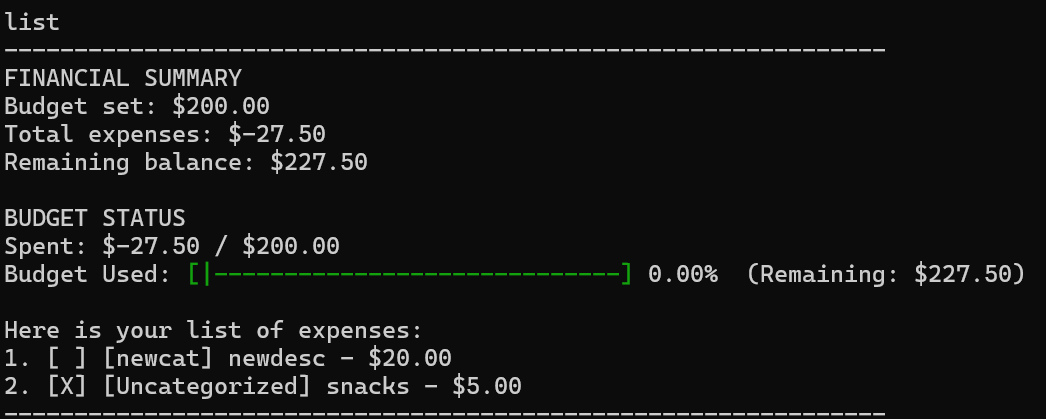 list
---------------------------------------------------------------
FINANCIAL SUMMARY
Budget set: $200.00
Total expenses: $-27.50
Remaining balance: $227.50
BUDGET STATUS
Spent: $-27.50 / $200.00
Budget Used: [|-----------------------------] 0.00%  (Remaining: $227.50)
Here is your list of expenses:
1. [ ] [newcat] newdesc - $20.00
2. [X] [Uncategorized] snacks - $5.00
---------------------------------------------------------------